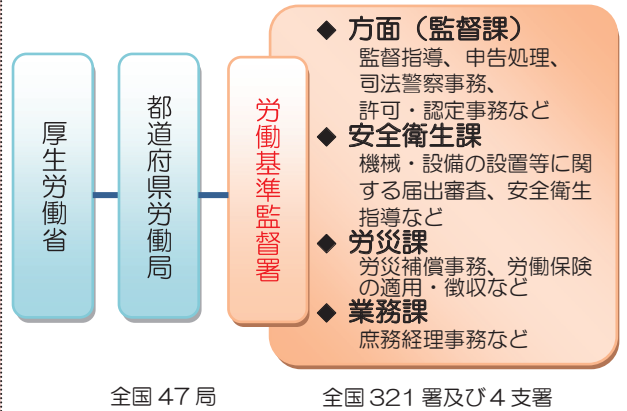 厚生労働省
都道府県労働局
労働基準監督署
◆ 方面（監督課）
監督指導、申告処理、
司法警察事務、
許可・認定事務など
◆ 安全衛生課
機械・設備の設置等に関
する届出審査、安全衛生
指導など
◆ 労災課
労災補償事務、労働保険
の適用・徴収など
◆ 業務課
庶務経理事務など
全国 47 局
全国 321 署及び 4 支署